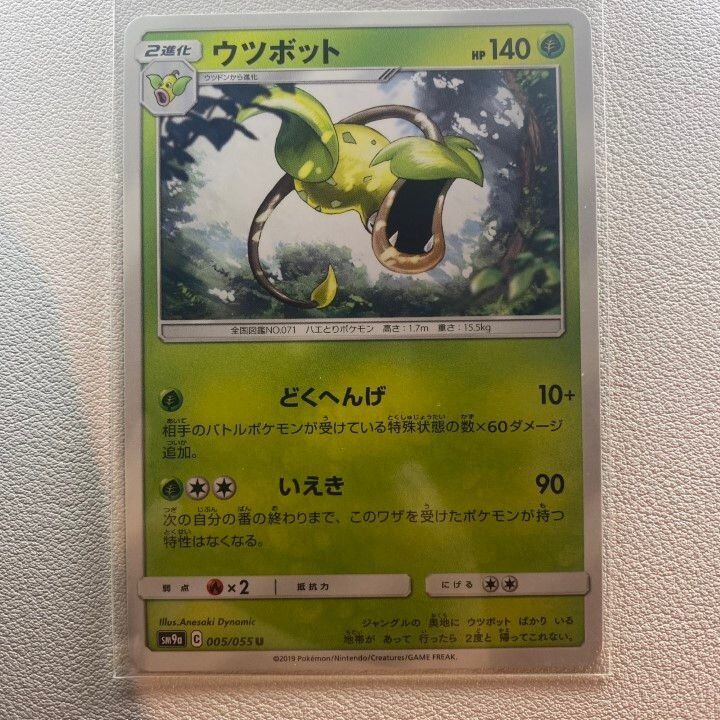 2進化 ウツボット HP 140
ウツドンから進化
全国図鑑NO.071 ハエとりポケモン 高さ：1.7m 重さ：15.5kg
どくへんげ 10+
相手のバトルポケモンが受けている特殊状態の数×60ダメージ
追加。
いえき 90
次の自分の番の終わりまで、このワザを受けたポケモンが持つ
特性はなくなる。
弱点 ×2 抵抗力 にげる
Illus.Anesaki Dynamic
ジャングルの 奥地に ウツボット ばかり いる
地帯が あって 行ったら 2度と 帰ってこれない。
sm9a C 005/055 U
©2019 Pokémon/Nintendo/Creatures/GAME FREAK.